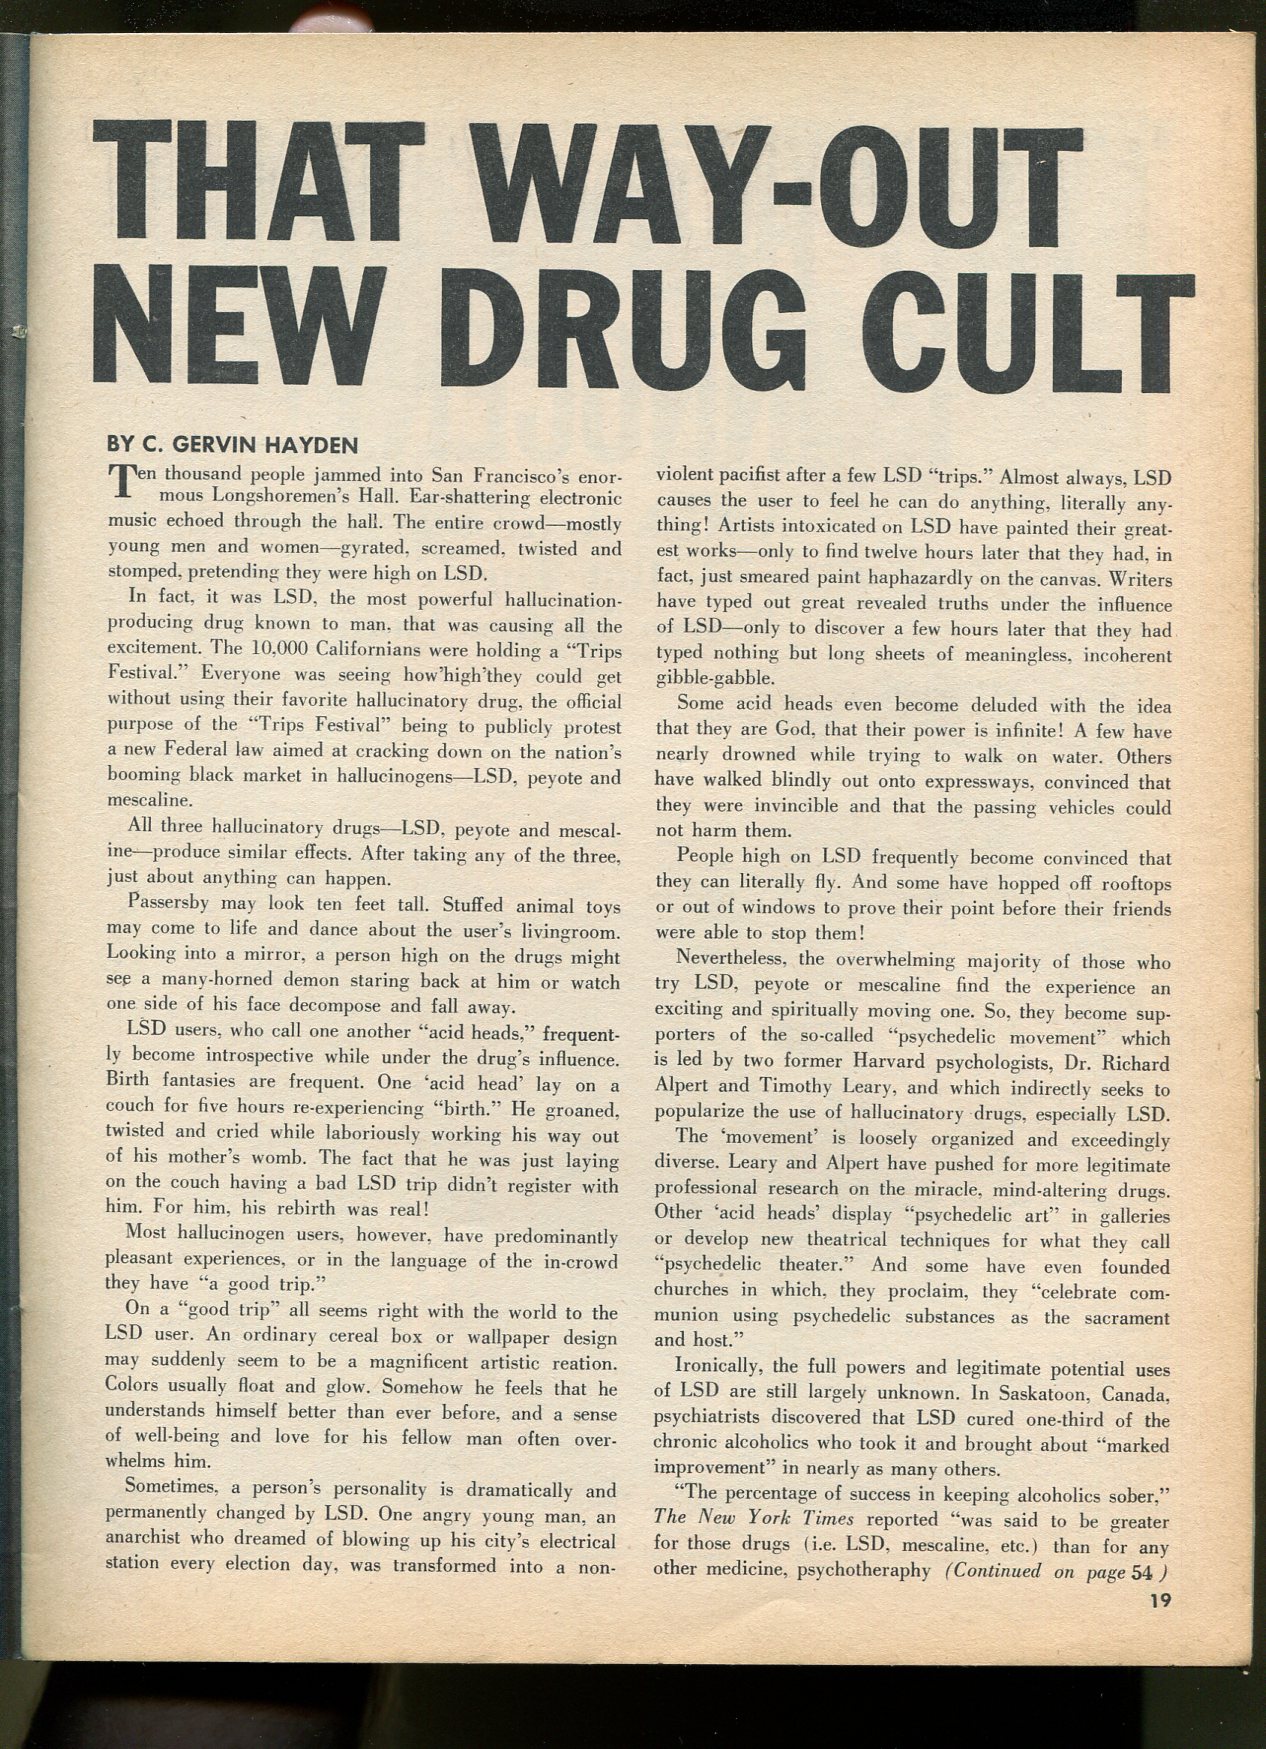 THAT WAY-OUT
NEW DRUG CULT
BY C. GERVIN HAYDEN
Ten thousand people jammed into San Francisco's enor-
mous Longshoremen's Hall. Ear-shattering electronic
music echoed through the hall. The entire crowd—mostly
young men and women—gyrated, screamed, twisted and
stomped, pretending they were high on LSD.
In fact, it was LSD, the most powerful hallucination-
producing drug known to man, that was causing all the
excitement. The 10,000 Californians were holding a “Trips
Festival.” Everyone was seeing how'high'they could get
without using their favorite hallucinatory drug, the official
purpose of the “Trips Festival” being to publicly protest
a new Federal law aimed at cracking down on the nation's
booming black market in hallucinogens—LSD, peyote and
mescaline.
All three hallucinatory drugs—LSD, peyote and mescal-
ine—produce similar effects. After taking any of the three,
just about anything can happen.
Passersby may look ten feet tall. Stuffed animal toys
may come to life and dance about the user's livingroom.
Looking into a mirror, a person high on the drugs might
see a many-horned demon staring back at him or watch
one side of his face decompose and fall away.
LSD users, who call one another “acid heads,” frequent-
ly become introspective while under the drug's influence.
Birth fantasies are frequent. One ‘acid head’ lay on a
couch for five hours re-experiencing “birth.” He groaned,
twisted and cried while laboriously working his way out
of his mother's womb. The fact that he was just laying
on the couch having a bad LSD trip didn't register with
him. For him, his rebirth was real!
Most hallucinogen users, however, have predominantly
pleasant experiences, or in the language of the in-crowd
they have “a good trip.”
On a “good trip” all seems right with the world to the
LSD user. An ordinary cereal box or wallpaper design
may suddenly seem to be a magnificent artistic reation.
Colors usually float and glow. Somehow he feels that he
understands himself better than ever before, and a sense
of well-being and love for his fellow man often over-
whelms him.
Sometimes, a person's personality is dramatically and
permanently changed by LSD. One angry young man, an
anarchist who dreamed of blowing up his city's electrical
station every election day, was transformed into a non-
violent pacifist after a few LSD “trips.” Almost always, LSD
causes the user to feel he can do anything, literally any-
thing! Artists intoxicated on LSD have painted their great-
est works—only to find twelve hours later that they had, in
fact, just smeared paint haphazardly on the canvas. Writers
have typed out great revealed truths under the influence
of LSD—only to discover a few hours later that they had
typed nothing but long sheets of meaningless, incoherent
gibble-gabble.
Some acid heads even become deluded with the idea
that they are God, that their power is infinite! A few have
nearly drowned while trying to walk on water. Others
have walked blindly out onto expressways, convinced that
they were invincible and that the passing vehicles could
not harm them.
People high on LSD frequently become convinced that
they can literally fly. And some have hopped off rooftops
or out of windows to prove their point before their friends
were able to stop them!
Nevertheless, the overwhelming majority of those who
try LSD, peyote or mescaline find the experience an
exciting and spiritually moving one. So, they become sup-
porters of the so-called “psychedelic movement” which
is led by two former Harvard psychologists, Dr. Richard
Alpert and Timothy Leary, and which indirectly seeks to
popularize the use of hallucinatory drugs, especially LSD.
The ‘movement’ is loosely organized and exceedingly
diverse. Leary and Alpert have pushed for more legitimate
professional research on the miracle, mind-altering drugs.
Other ‘acid heads’ display “psychedelic art” in galleries
or develop new theatrical techniques for what they call
“psychedelic theater.” And some have even founded
churches in which, they proclaim, they “celebrate com-
munion using psychedelic substances as the sacrament
and host.”
Ironically, the full powers and legitimate potential uses
of LSD are still largely unknown. In Saskatoon, Canada,
psychiatrists discovered that LSD cured one-third of the
chronic alcoholics who took it and brought about “marked
improvement” in nearly as many others.
“The percentage of success in keeping alcoholics sober,”
The New York Times reported “was said to be greater
for those drugs (i.e. LSD, mescaline, etc.) than for any
other medicine, psychotheraphy (Continued on page 54 )
19